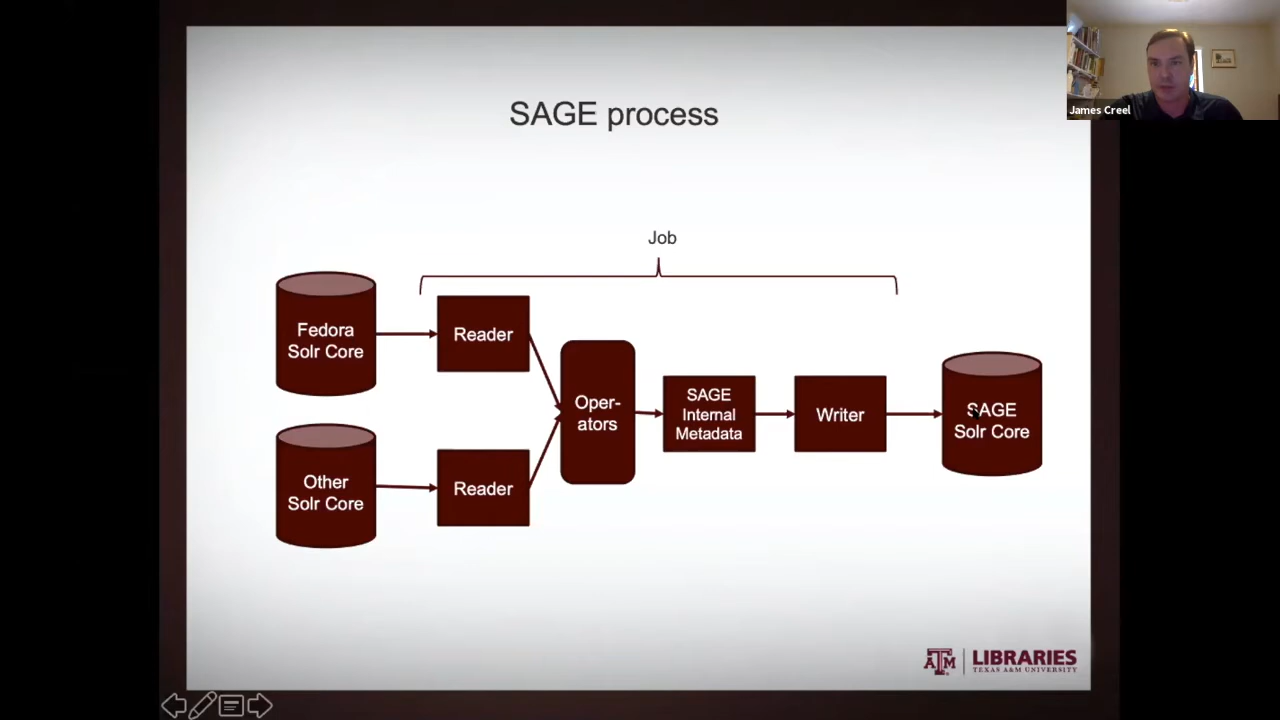 James Creel
SAGE process
Job
Fedora
Solr Core
Reader
Oper-
ators
SAGE
Internal
Metadata
Writer
SAGE
Solr Core
Other
Solr Core
Reader
ATM
LIBRARIES
TEXAS A&M UNIVERSITY